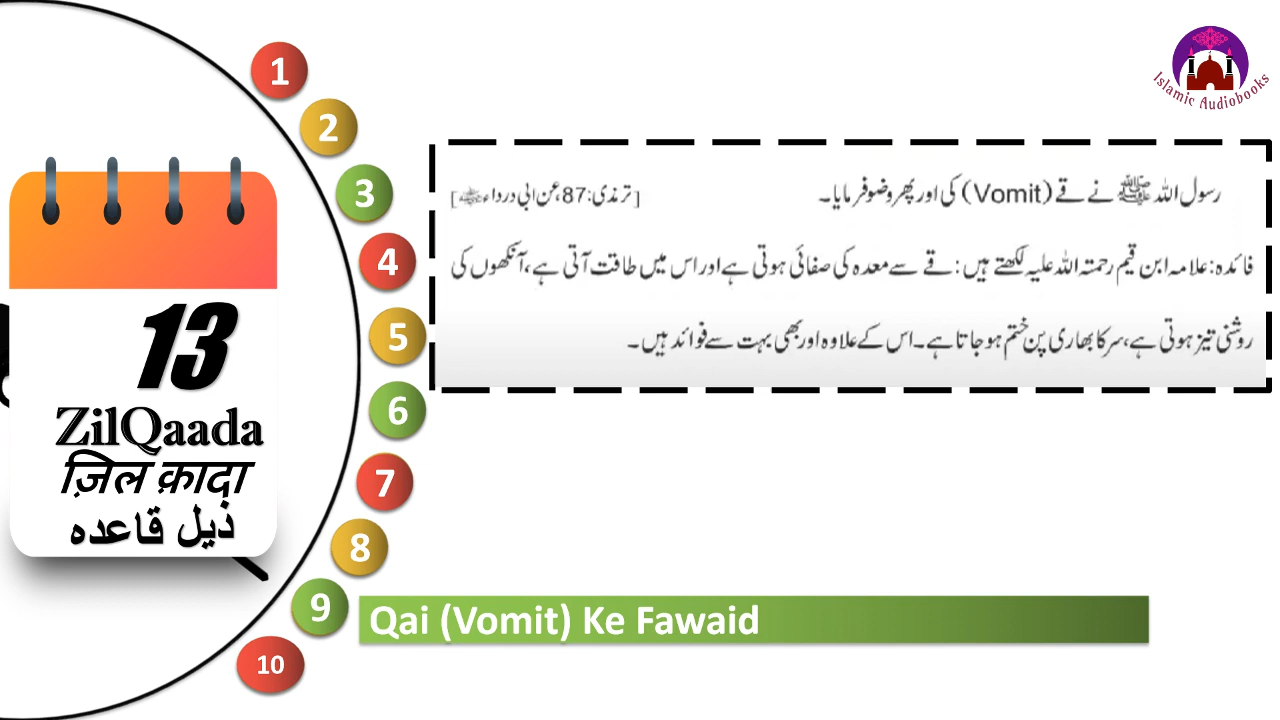 1
2
3
4
5
6
7
8
9
10
Islamic Audiobooks
رسول اللہ ﷺ نے قے (Vomit) کی اور پھر وضو فرمایا۔ [ترمذی: 87، عن ابی درداء ؓ]
فائدہ: علامہ ابن قیم رحمتہ اللہ علیہ لکھتے ہیں: قے سے معدہ کی صفائی ہوتی ہے اور اس میں طاقت آتی ہے، آنکھوں کی
روشنی تیز ہوتی ہے، سر کا بھاری پن ختم ہو جاتا ہے۔ اس کے علاوہ اور بھی بہت سے فوائد ہیں۔
13
ZilQaada
ज़िल क़ादा
ذیل قاعدہ
Qai (Vomit) Ke Fawaid